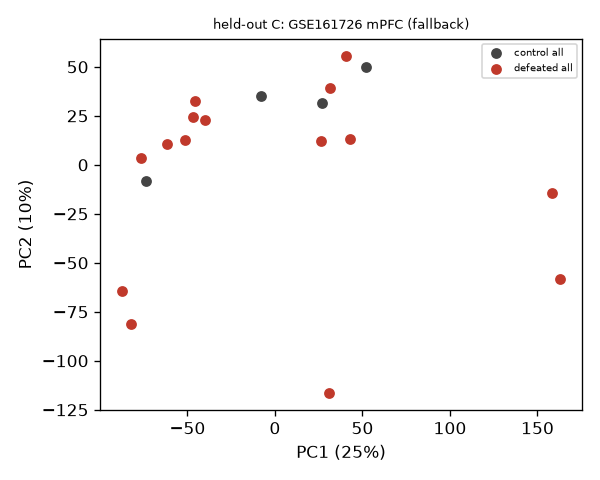 held-out C: GSE161726 mPFC (fallback)
control all
defeated all
50
25
0
−25
−50
−75
−100
−125
PC2 (10%)
−50
0
50
100
150
PC1 (25%)